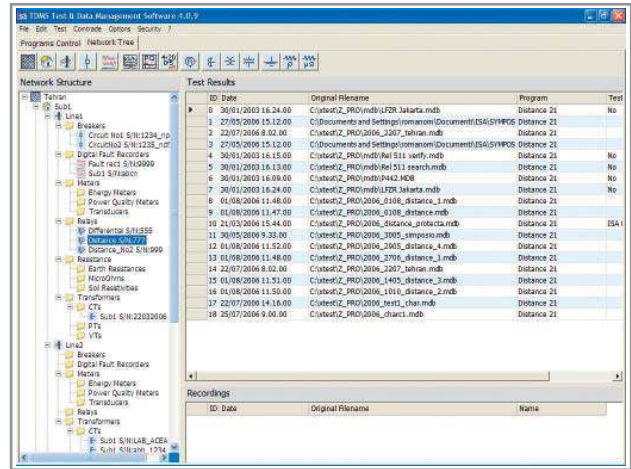 TDMS Test & Data Management Software 4.0.9
File Edit Test Comrade Options Security ?
Programs Control Network Tree
Network Structure
Tehran
Sub1
Line1
Breakers
Circuit No1 S/N:1234_np
CircuitNo2 S/N:1235_ndf
Digital Fault Recorders
Fault rect S/N:9999
Sub1 S/N:abcn
Meters
Energy Meters
Power Quality Meters
Transducers
Relays
Differential S/N:555
Distance S/N:777
Distance_No2 S/N:999
Resistance
Earth Resistances
MicroOhms
Soil Resistivities
Transformers
CTs
Sub1 S/N:22032006
PTs
VTs
Line2
Breakers
Digital Fault Recorders
Meters
Energy Meters
Power Quality Meters
Transducers
Relays
Transformers
CTs
Sub1 S/N:LAB_ACEA
Sub1 S/N:abn_1234
Test Results
ID Date Original Filename Program Test
0 30/01/2003 16.24.00 C:\xtest\Z_PRO\mdb\LFZR Jakarta.mdb Distance 21 No
1 27/05/2006 15.12.00 C:\Documents and Settings\romanom\Documenti\ISA\SYMPOS Distance 21
2 22/07/2006 8.02.00 C:\xtest\Z_PRO\2006_2207_tehran.mdb Distance 21
3 27/05/2006 15.12.00 C:\Documents and Settings\romanom\Documenti\ISA\SYMPOS Distance 21
4 30/01/2003 16.15.00 C:\xtest\Z_PRO\mdb\Rel 511 verify.mdb Distance 21 No
5 30/01/2003 16.13.00 C:\xtest\Z_PRO\mdb\Rel 511 search.mdb Distance 21 No
6 30/01/2003 16.09.00 C:\xtest\Z_PRO\mdb\P442.MDB Distance 21 No
7 30/01/2003 16.24.00 C:\xtest\Z_PRO\mdb\LFZR Jakarta.mdb Distance 21 No
8 01/08/2006 11.48.00 C:\xtest\Z_PRO\2006_0108_distance_1.mdb Distance 21
9 01/08/2006 11.47.00 C:\xtest\Z_PRO\2006_0108_distance.mdb Distance 21
10 21/03/2006 15.44.00 C:\xtest\Z_PRO\2006_distance_protecta.mdb Distance 21 ISA
11 30/05/2006 9.33.00 C:\xtest\Z_PRO\2006_3005_simposio.mdb Distance 21
12 01/08/2006 11.52.00 C:\xtest\Z_PRO\2006_2905_distance_4.mdb Distance 21
13 01/08/2006 11.48.00 C:\xtest\Z_PRO\2006_2706_distance_1.mdb Distance 21
14 22/07/2006 8.02.00 C:\xtest\Z_PRO\2006_2207_tehran.mdb Distance 21
15 01/08/2006 11.51.00 C:\xtest\Z_PRO\2006_1405_distance_3.mdb Distance 21
16 01/08/2006 11.50.00 C:\xtest\Z_PRO\2006_1010_distance_2.mdb Distance 21
17 22/07/2006 14.16.00 C:\xtest\Z_PRO\2006_test1_char.mdb Distance 21
18 25/07/2006 9.00.00 C:\xtest\Z_PRO\2006_charc1.mdb Distance 21
Recordings
ID Date Original Filename Name